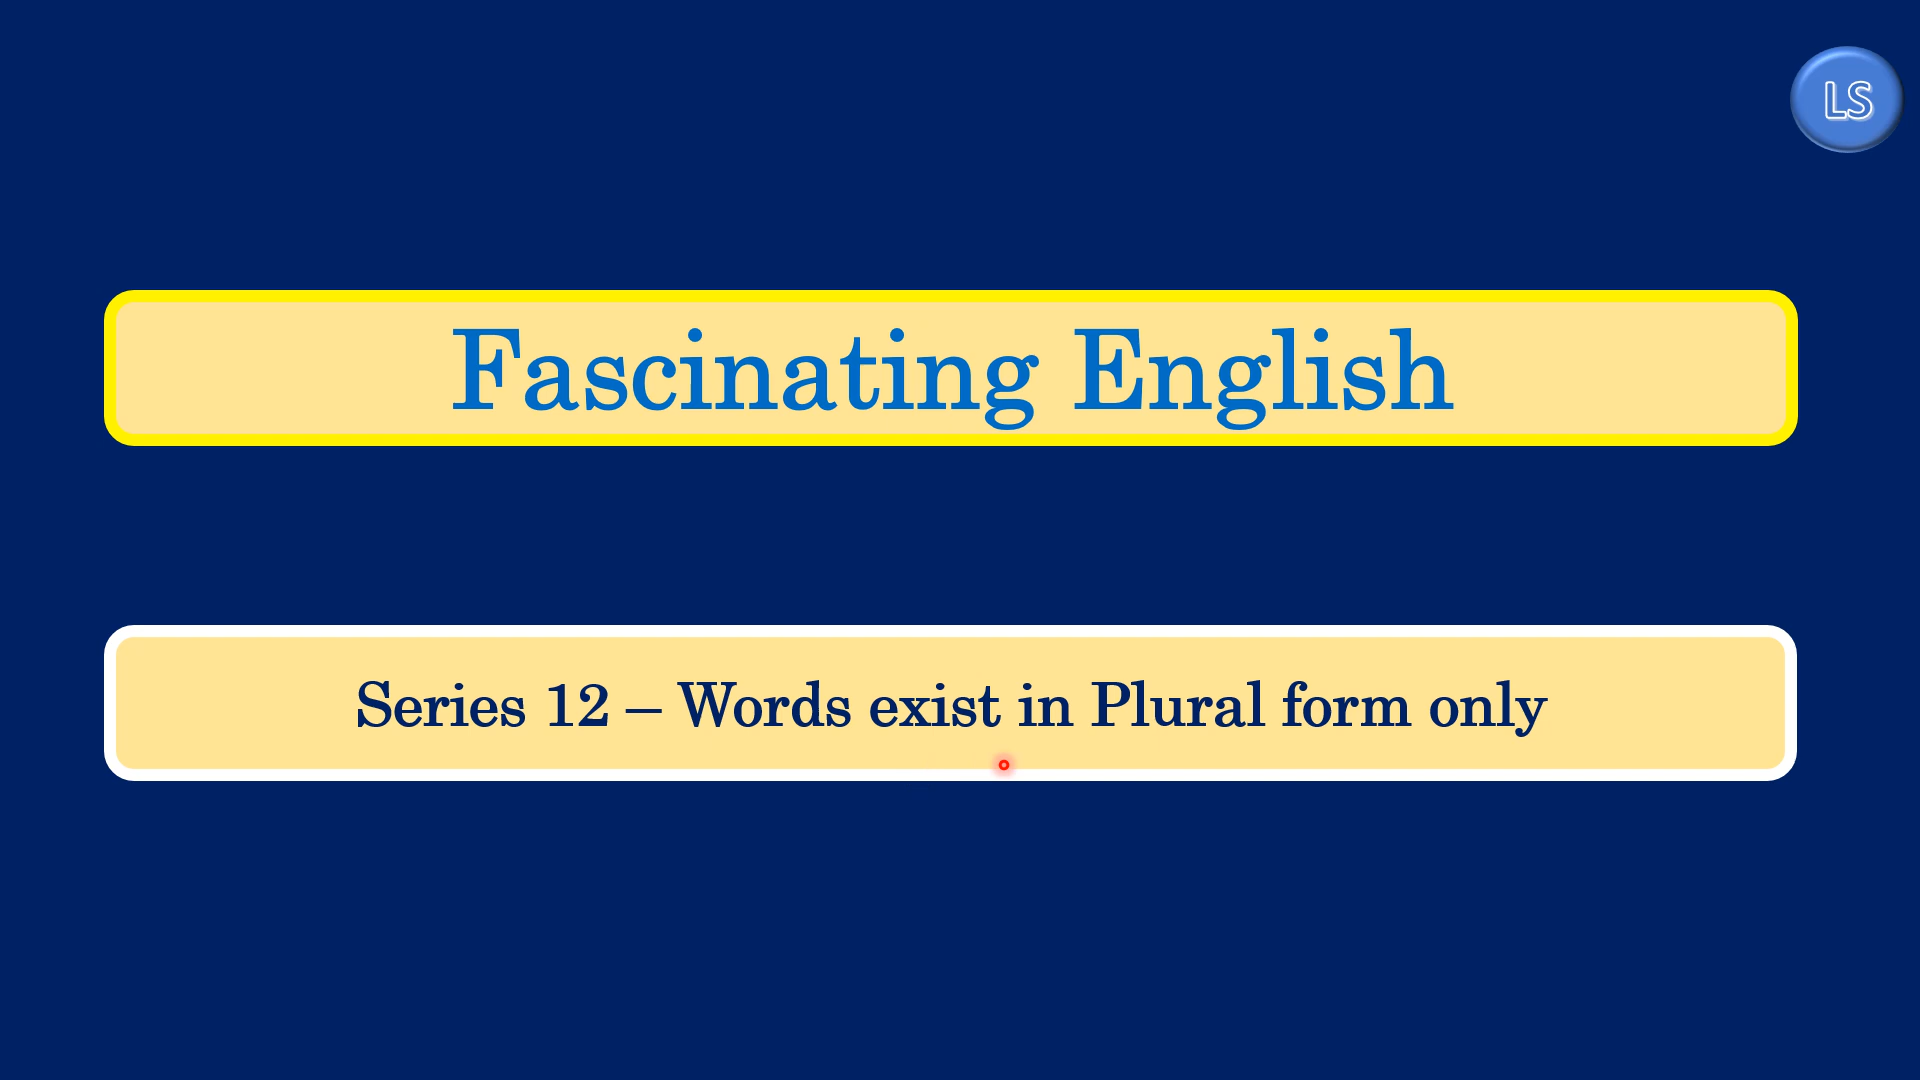 LS
Fascinating English
Series 12 – Words exist in Plural form only